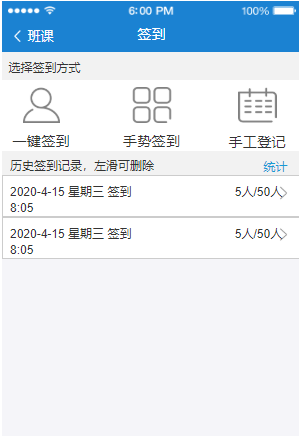 6:00 PM 100%
班课 签到
选择签到方式
一键签到 手势签到 手工登记
历史签到记录，左滑可删除 统计
2020-4-15 星期三 签到 5人/50人
8:05
2020-4-15 星期三 签到 5人/50人
8:05